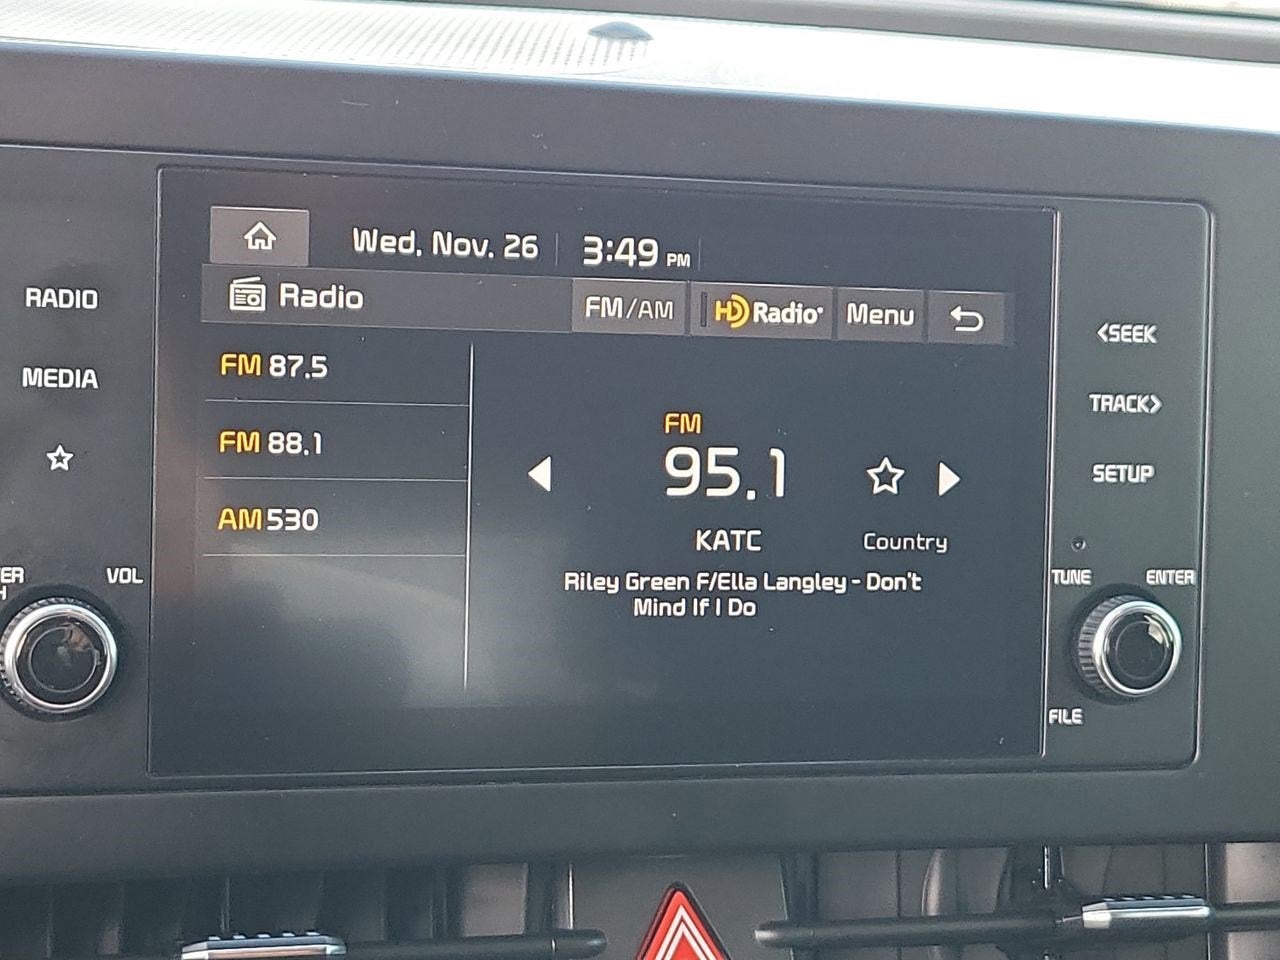 Wed, Nov. 26 3:49 PM
Radio FM/AM HD Radio Menu
RADIO
MEDIA
VOL
FM 87.5
FM 88.1
AM 530
FM
95.1
KATC Country
Riley Green F/Ella Langley - Don't
Mind If I Do
<SEEK
TRACK>
SETUP
TUNE ENTER
FILE